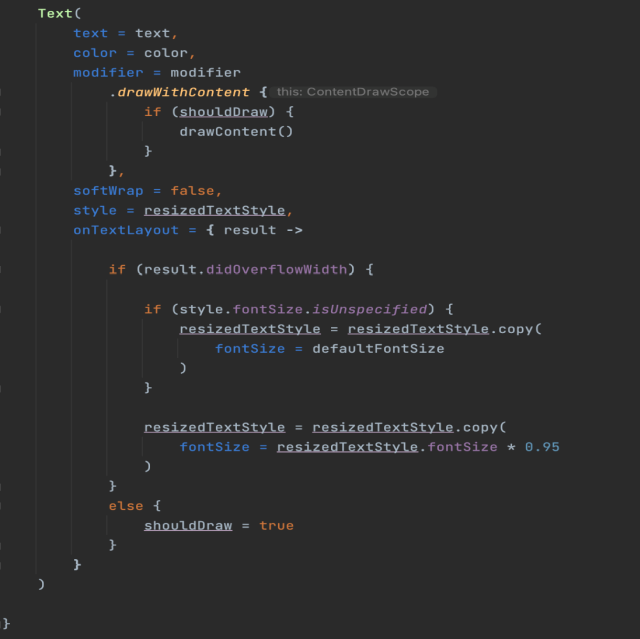 Text(
text = text,
color = color,
modifier = modifier
.drawWithContent { this: ContentDrawScope
if (shouldDraw) {
drawContent()
}
},
softWrap = false,
style = resizedTextStyle,
onTextLayout = { result ->
if (result.didOverflowWidth) {
if (style.fontSize.isUnspecified) {
resizedTextStyle = resizedTextStyle.copy(
fontSize = defaultFontSize
)
}
resizedTextStyle = resizedTextStyle.copy(
fontSize = resizedTextStyle.fontSize * 0.95
)
}
else {
shouldDraw = true
}
}
)
}